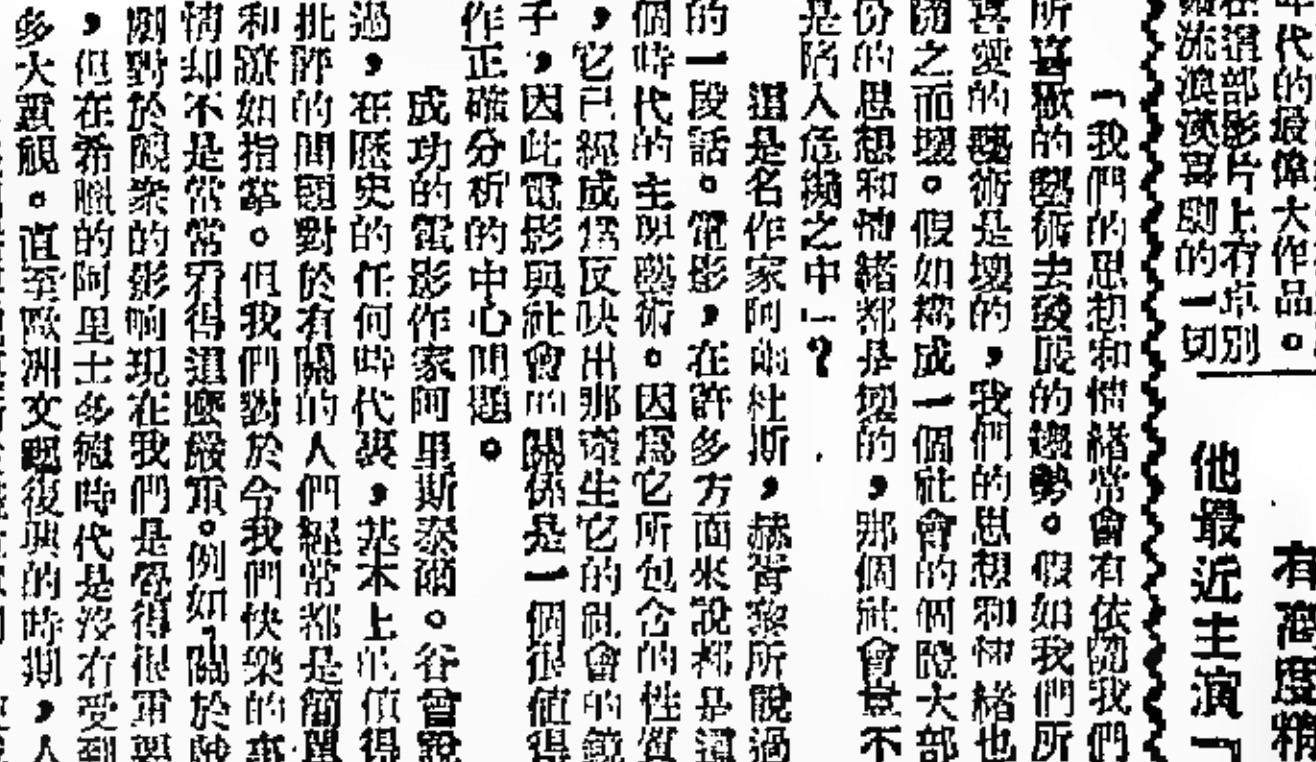 年代的最偉大作品。
在這部影片上有京別
流浪漢喜劇的一切
有溫度精
他最近主演「
「我們的思想和情緒常會有依隨我們
所喜歡的藝術去發展的趨勢。假如我們所
喜愛的藝術是壞的,我們的思想和情緒也
隨之而壞。假如構成一個社會的個體大部
份的思想和情緒都是壞的,那個社會豈不
是陷入危瀕之中」?
這是名作家阿爾杜斯,赫胥黎所說過
的一段話。電影,在許多方面來說都是這
個時代的主要藝術。因爲它所包含的性質
,它已經成爲反映出那產生它的社會的鏡
子,因此電影與社會的關係是一個很值得
作正確分析的中心問題。
成功的電影作家阿里斯泰爾。谷曾說
過,在歷史的任何時代裏,基本上的值得
批評的問題對於有關的人們經常都是簡單
和瞭如指掌。但我們對於令我們快樂的事
情却不是常常看得這麼嚴重。例如,關於戲
劇對於觀衆的影响現在我們是覺得很重要
,但在希臘的阿里士多德時代是沒有受到
多大重視。直至歐洲文藝復興的時期,人